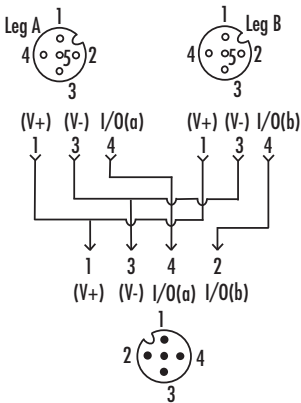 1 1
Leg A Leg B
4 5 2 4 5 2
3 3
(V+) (V-) I/O(a) (V+) (V-) I/O(b)
1 3 4 1 3 4
1 3 4 2
(V+) (V-) I/O(a) I/O(b)
1
2 4
3